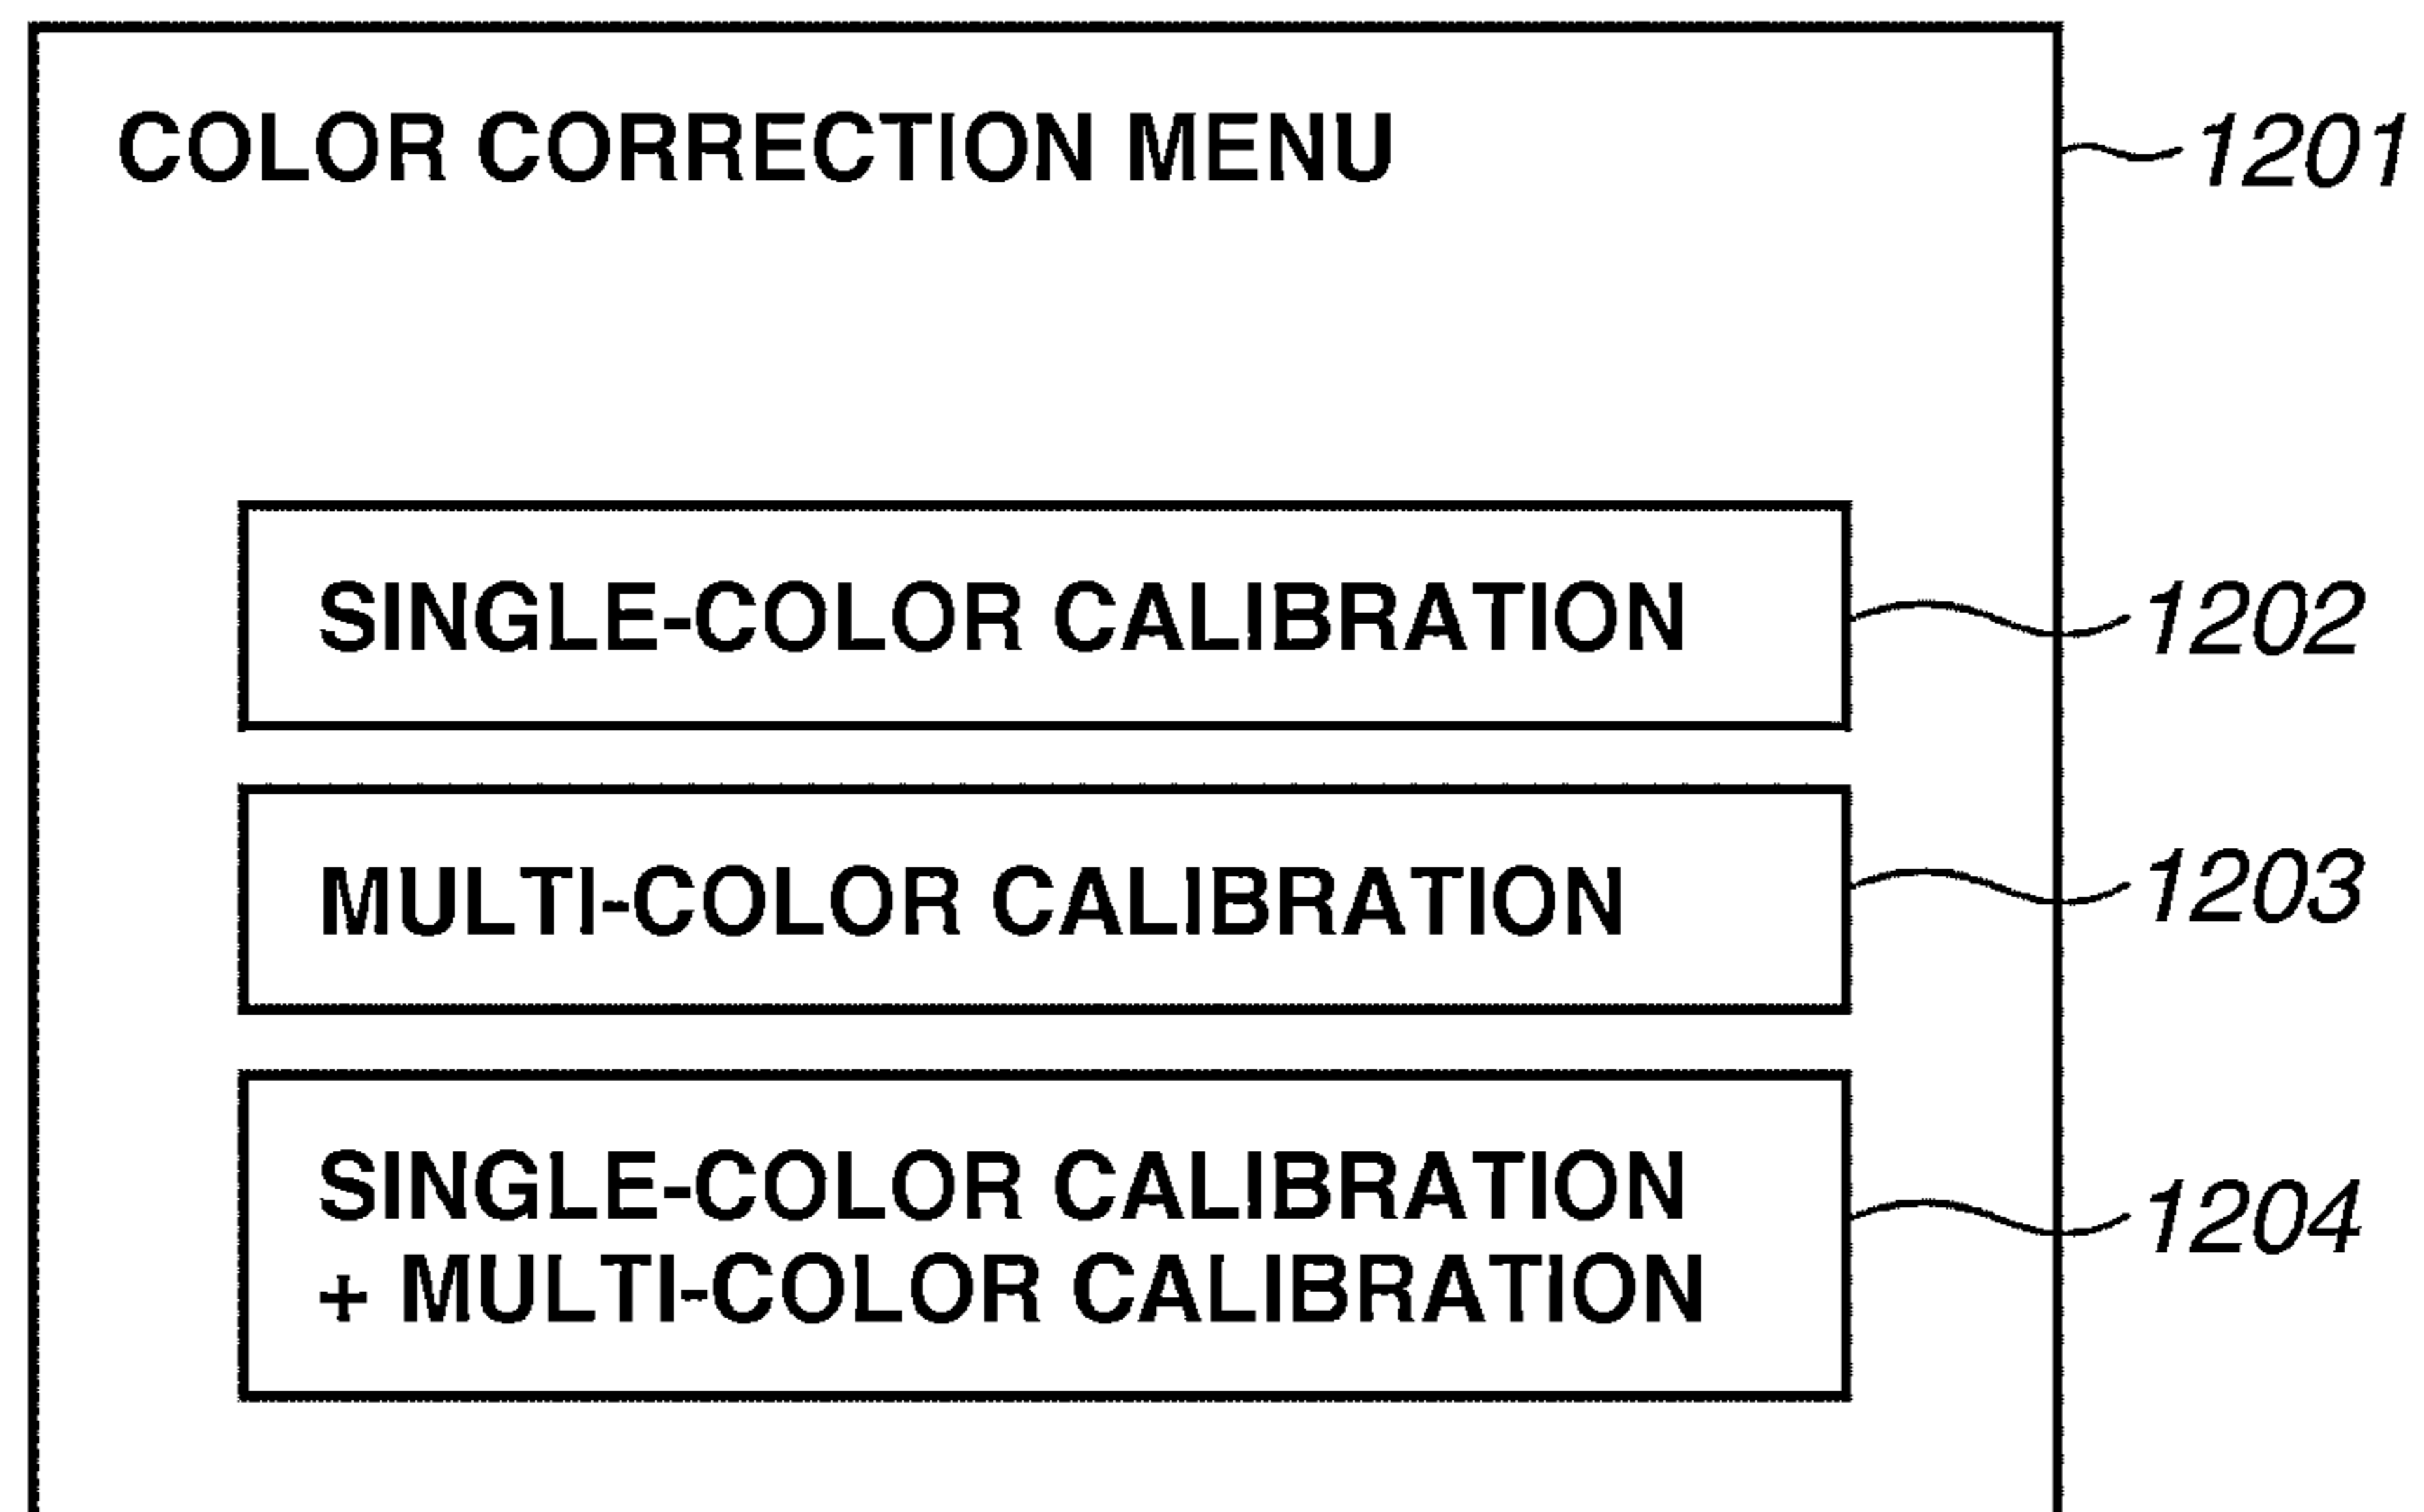 COLOR CORRECTION MENU
1201
SINGLE-COLOR CALIBRATION
1202
MULTI-COLOR CALIBRATION
1203
SINGLE-COLOR CALIBRATION
+ MULTI-COLOR CALIBRATION
1204